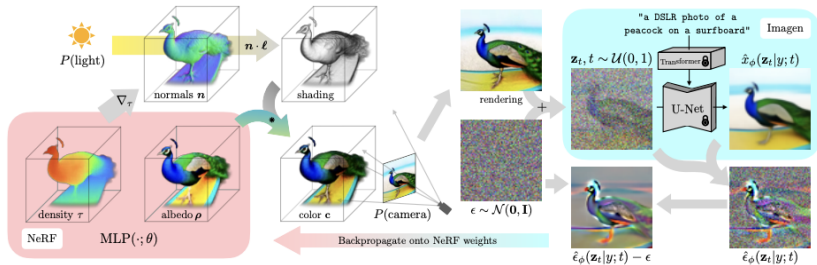 "a DSLR photo of a
peacock on a surfboard"
Imagen
P(light)
n · ℓ
z_t, t ~ U(0, 1)
Transformer
x̂_ϕ(z_t|y; t)
U-Net
normals n
shading
rendering
+
∇_τ
density τ
albedo ρ
color c
P(camera)
ϵ ~ N(0, I)
NeRF
MLP(·; θ)
Backpropagate onto NeRF weights
ϵ̂_ϕ(z_t|y; t) − ϵ
ϵ̂_ϕ(z_t|y; t)